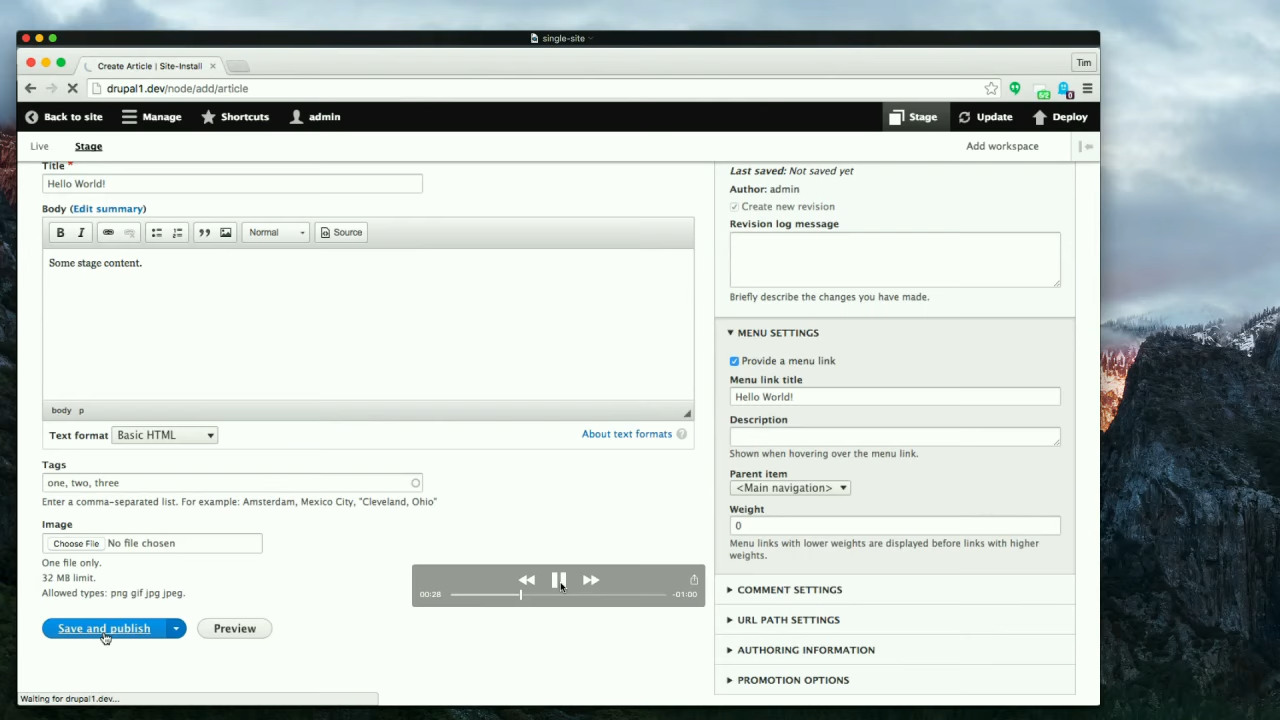 single-site
Create Article | Site-Install
Tim
drupal1.dev/node/add/article
Back to site Manage Shortcuts admin Stage Update Deploy
Live Stage Add workspace
Title *
Hello World!
Body (Edit summary)
B I Normal Source
Some stage content.
body p
Text format Basic HTML About text formats ?
Tags
one, two, three
Enter a comma-separated list. For example: Amsterdam, Mexico City, "Cleveland, Ohio"
Image
Choose File No file chosen
One file only.
32 MB limit.
Allowed types: png gif jpg jpeg.
Save and publish Preview
Last saved: Not saved yet
Author: admin
Create new revision
Revision log message
Briefly describe the changes you have made.
MENU SETTINGS
Provide a menu link
Menu link title
Hello World!
Description
Shown when hovering over the menu link.
Parent item
<Main navigation>
Weight
0
Menu links with lower weights are displayed before links with higher
weights.
COMMENT SETTINGS
URL PATH SETTINGS
AUTHORING INFORMATION
PROMOTION OPTIONS
00:28 -01:00
Waiting for drupal1.dev...